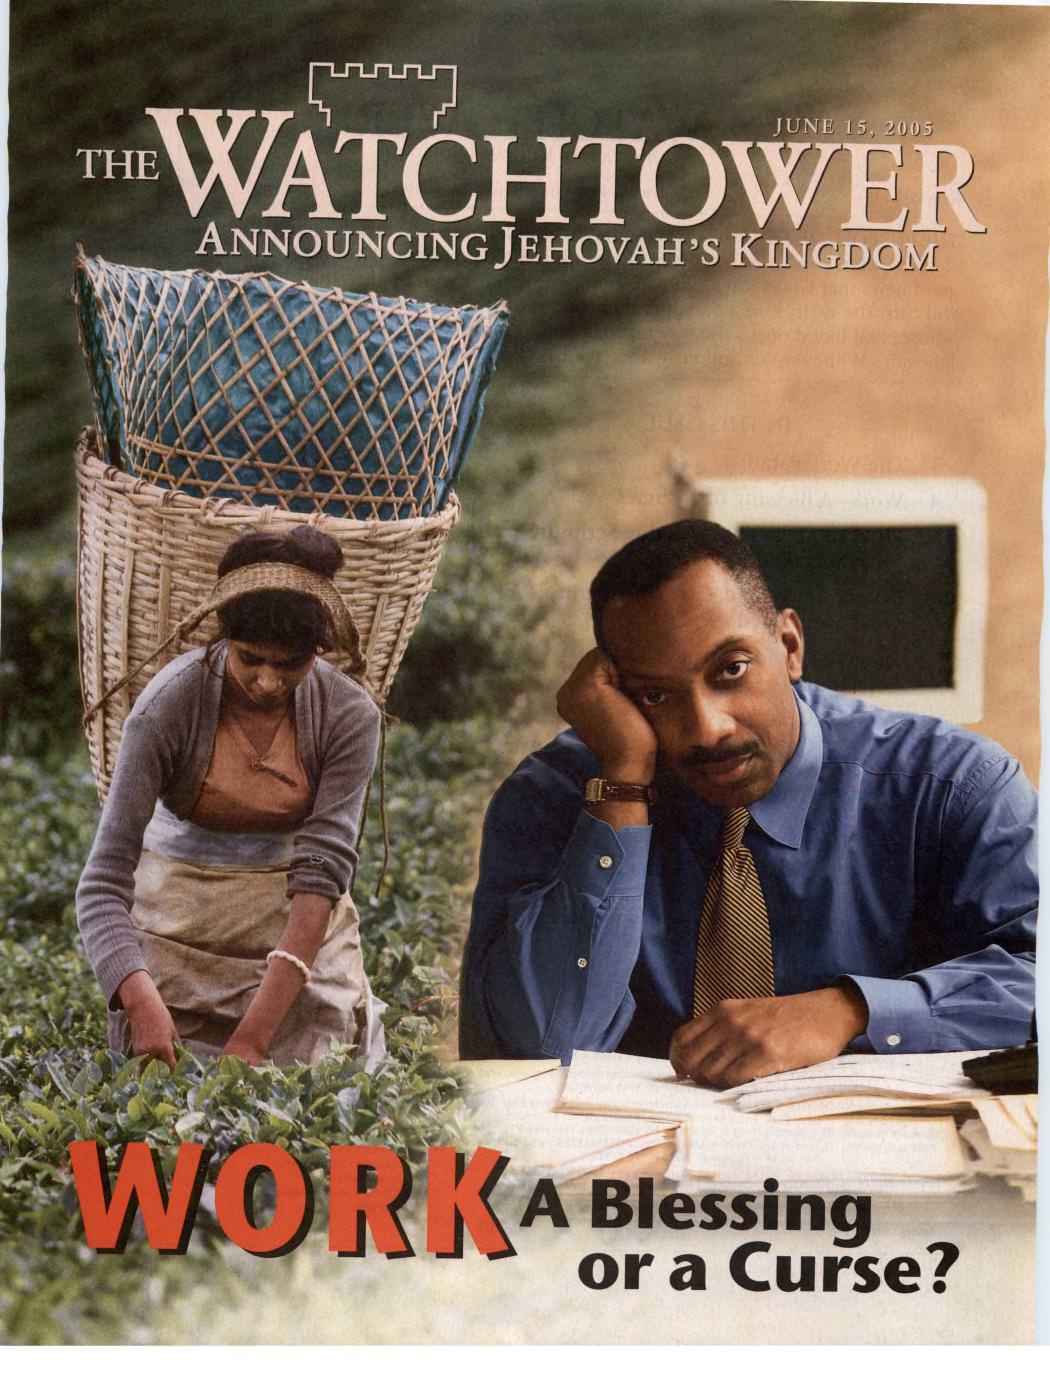 JUNE 15, 2005
THE WATCHTOWER
ANNOUNCING JEHOVAH'S KINGDOM
WORK A Blessing
or a Curse?